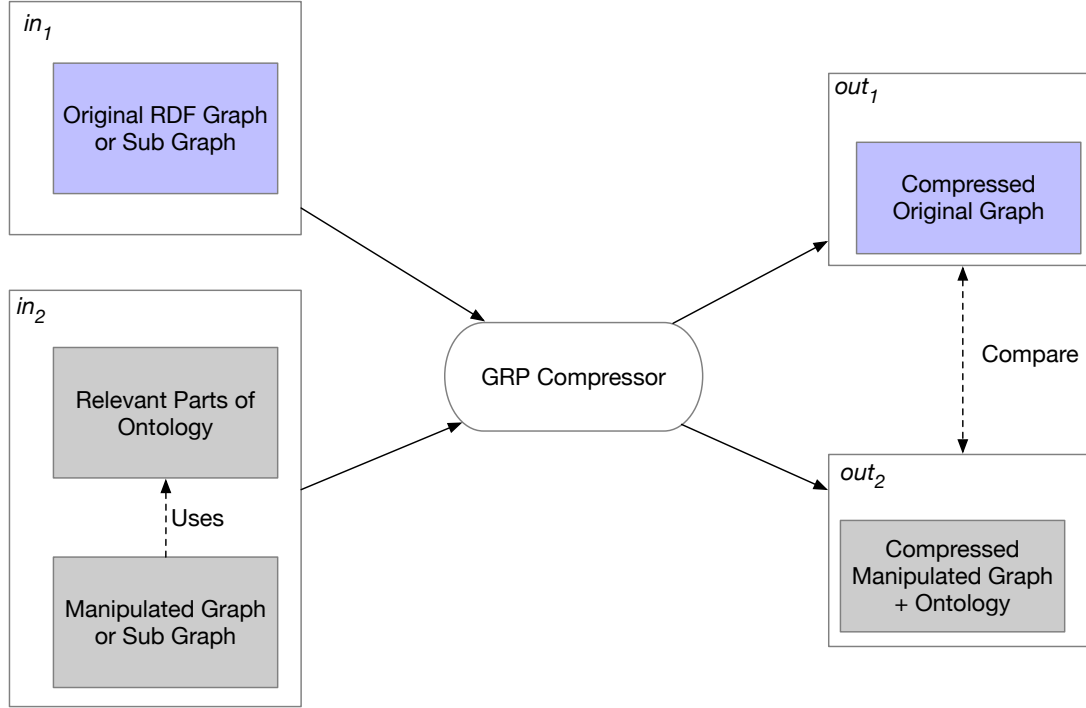 in1
Original RDF Graph
or Sub Graph
in2
Relevant Parts of
Ontology
Uses
Manipulated Graph
or Sub Graph
GRP Compressor
out1
Compressed
Original Graph
Compare
out2
Compressed
Manipulated Graph
+ Ontology